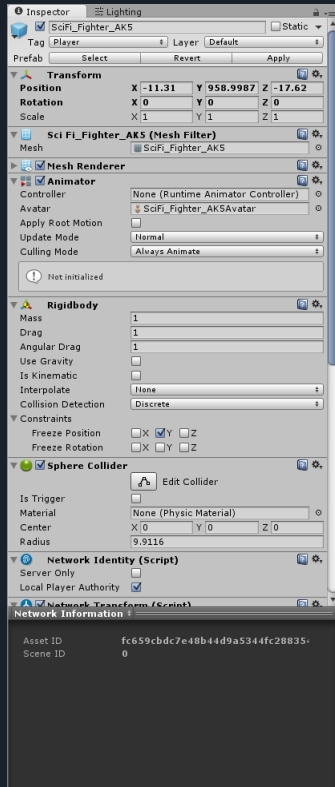 Inspector Lighting
SciFi_Fighter_AK5 Static
Tag Player Layer Default
Prefab Select Revert Apply
Transform
Position X -11.31 Y 958.9987 Z -17.62
Rotation X 0 Y 0 Z 0
Scale X 1 Y 1 Z 1
Sci Fi_Fighter_AK5 (Mesh Filter)
Mesh SciFi_Fighter_AK5
Mesh Renderer
Animator
Controller None (Runtime Animator Controller)
Avatar SciFi_Fighter_AK5Avatar
Apply Root Motion
Update Mode Normal
Culling Mode Always Animate
Not initialized
Rigidbody
Mass 1
Drag 1
Angular Drag 1
Use Gravity
Is Kinematic
Interpolate None
Collision Detection Discrete
Constraints
Freeze Position X Y Z
Freeze Rotation X Y Z
Sphere Collider
Edit Collider
Is Trigger
Material None (Physic Material)
Center X 0 Y 0 Z 0
Radius 9.9116
Network Identity (Script)
Server Only
Local Player Authority
Network Transform (Script)
Network Information
Asset ID fc659cbdc7e48b44d9a5344fc28835
Scene ID 0